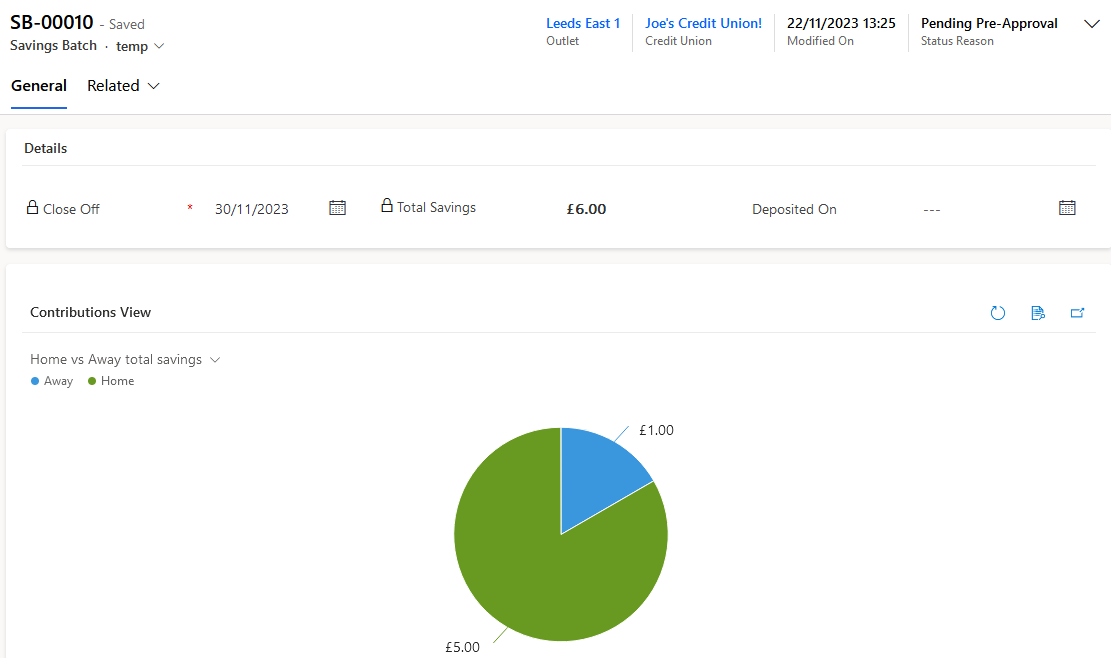 SB-00010 - Saved
Savings Batch · temp
Leeds East 1
Outlet
Joe's Credit Union!
Credit Union
22/11/2023 13:25
Modified On
Pending Pre-Approval
Status Reason
General Related
Details
Close Off * 30/11/2023 Total Savings £6.00 Deposited On ---
Contributions View
Home vs Away total savings
Away Home
£1.00
£5.00